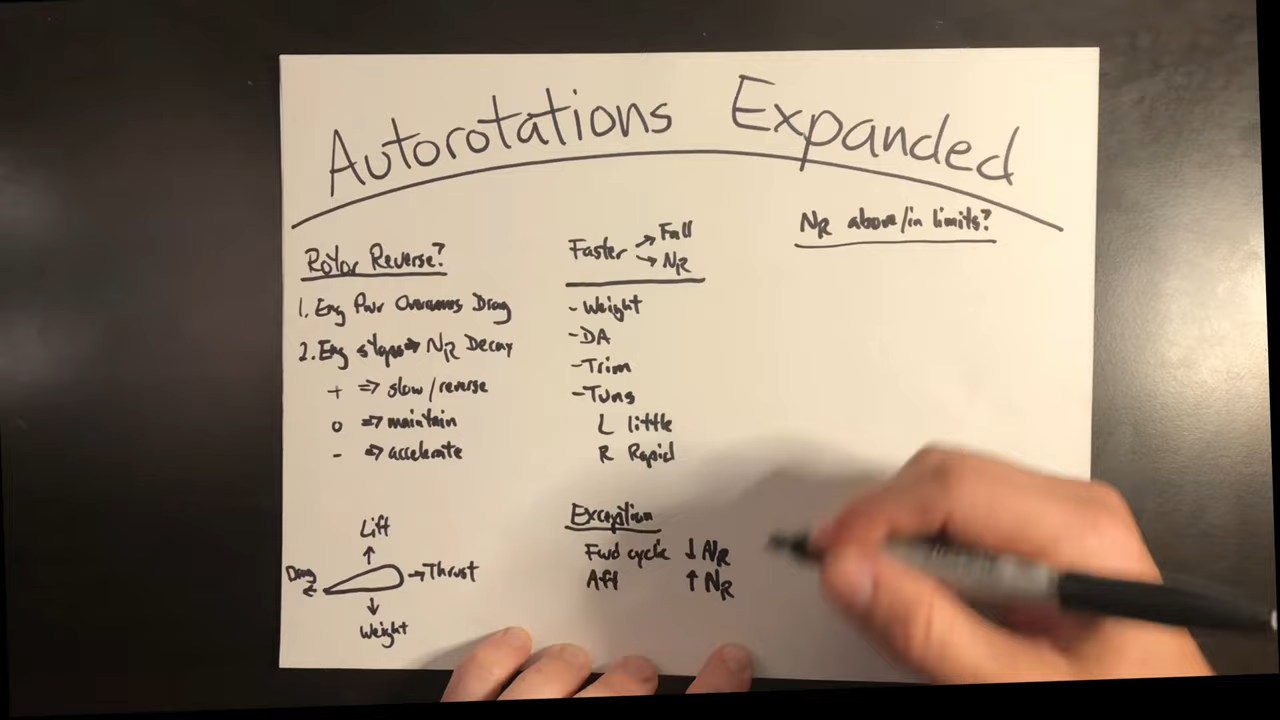 Autorotations Expanded
Rotor Reverse?
1. Eng Pwr Overcomes Drag
2. Eng stops → NR Decay
+ => slow/reverse
0 => maintain
- => accelerate
Lift
Drag
Thrust
Weight
Faster → Fall
→ NR
- Weight
- DA
- Trim
- Turns
L little
R Rapid
Exception
Fwd cyclic ↓ NR
Aft ↑ NR
NR above/in limits?